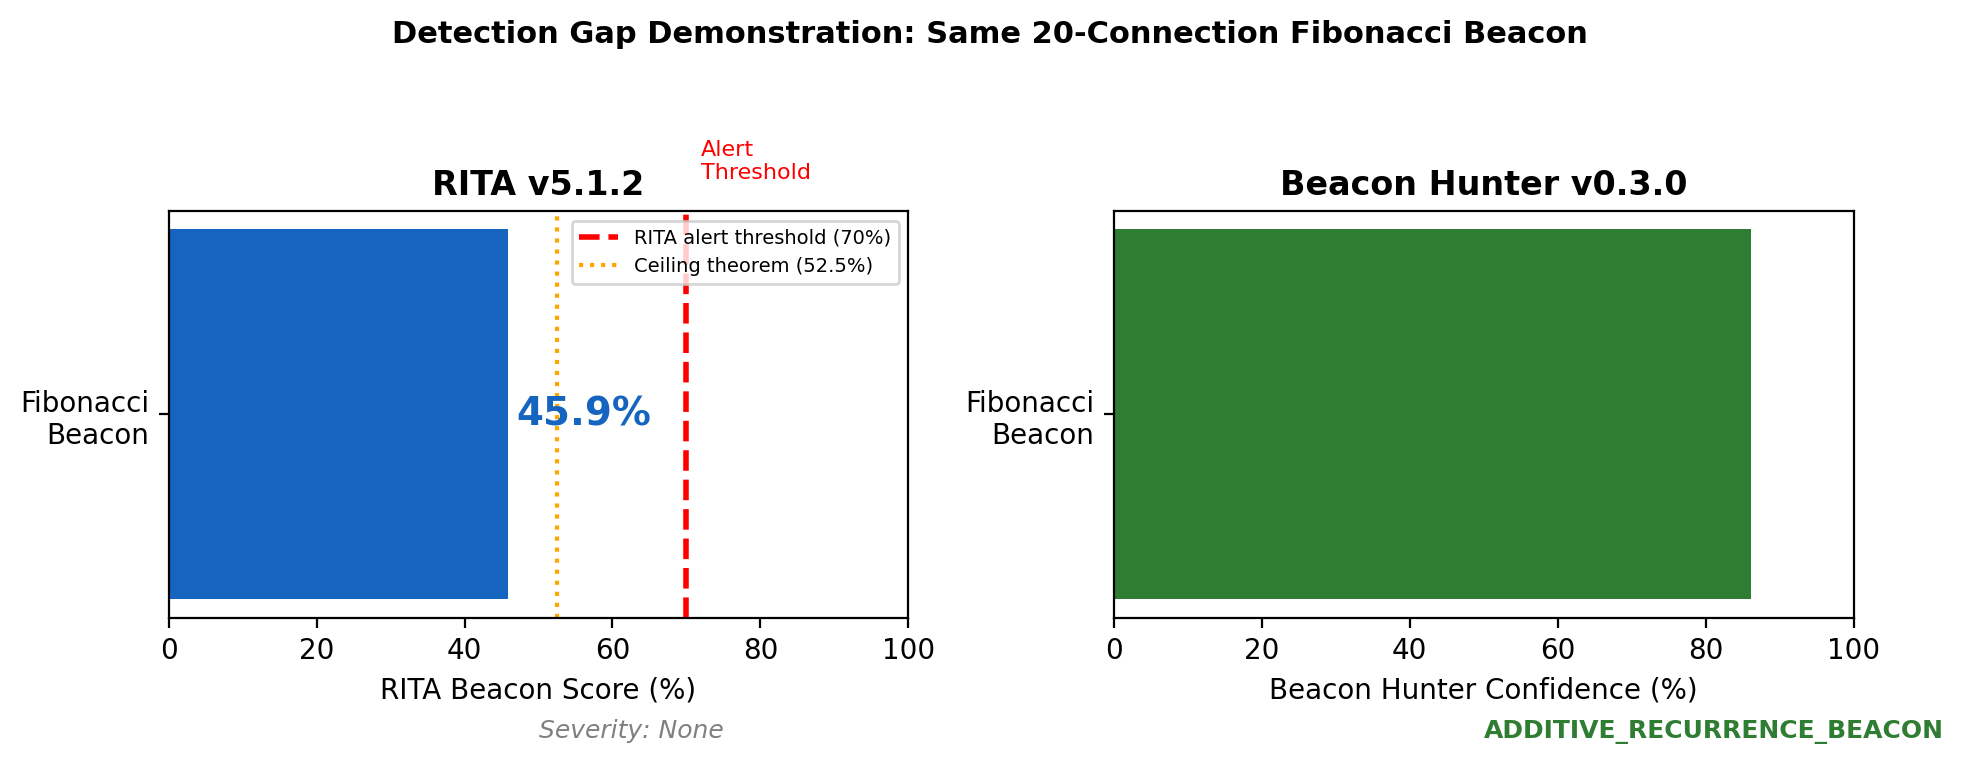 Detection Gap Demonstration: Same 20-Connection Fibonacci Beacon
Alert
Threshold
RITA v5.1.2
RITA alert threshold (70%)
Ceiling theorem (52.5%)
Fibonacci
Beacon
45.9%
0 20 40 60 80 100
RITA Beacon Score (%)
Severity: None
Beacon Hunter v0.3.0
Fibonacci
Beacon
0 20 40 60 80 100
Beacon Hunter Confidence (%)
ADDITIVE_RECURRENCE_BEACON